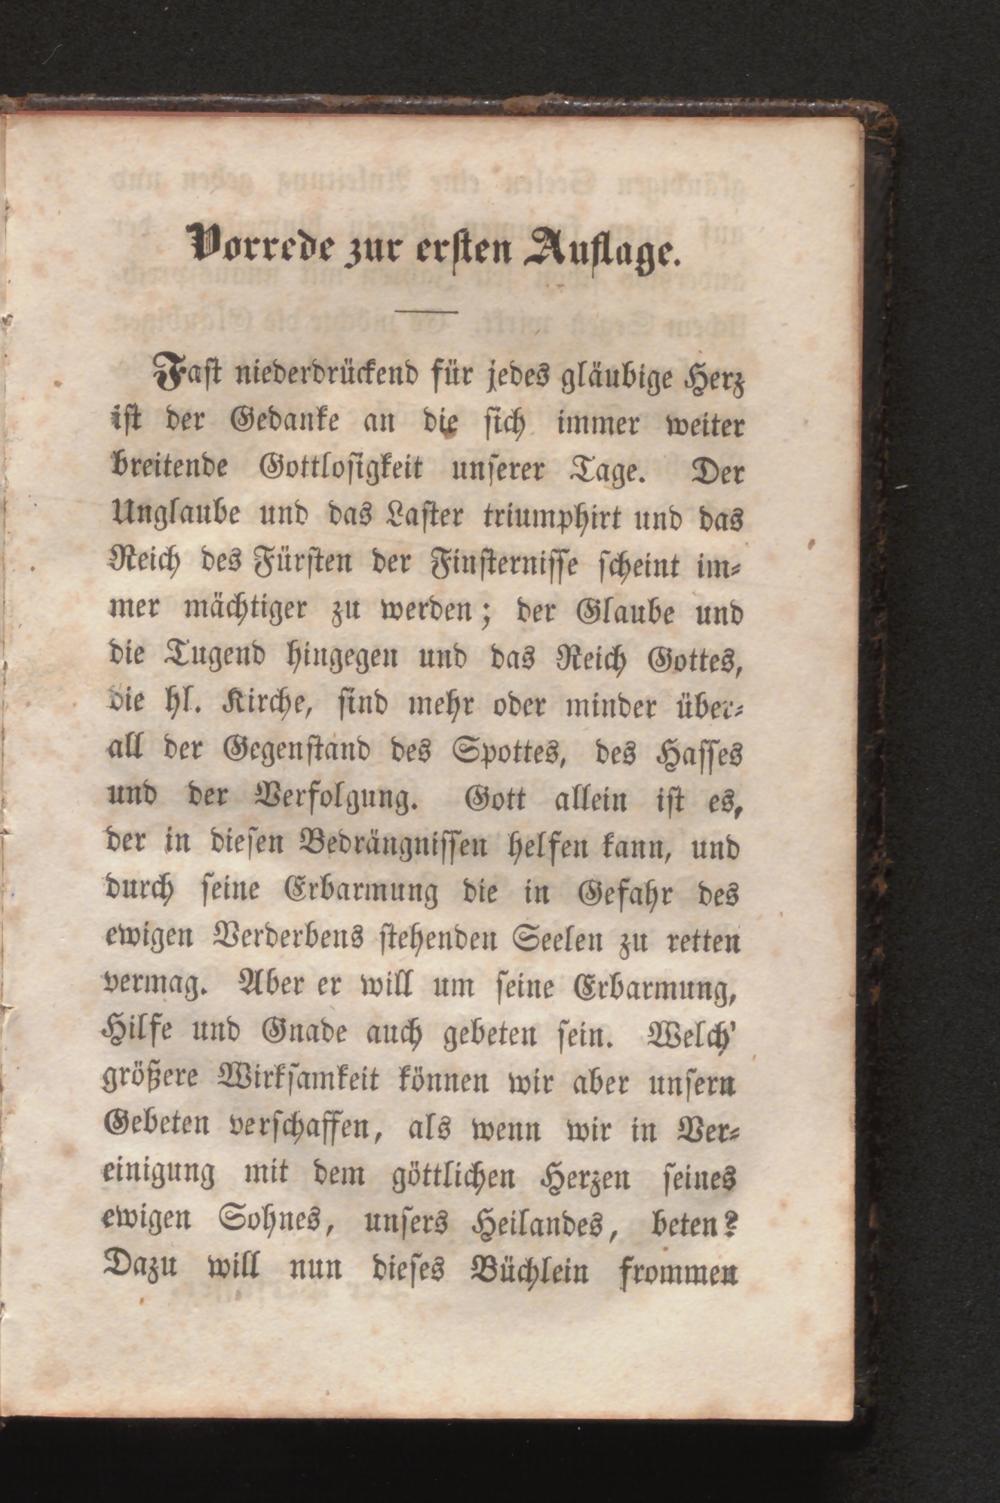 Vorrede zur ersten Auflage.
Fast niederdrückend für jedes gläubige Herz
ist der Gedanke an die sich immer weiter
breitende Gottlosigkeit unserer Tage. Der
Unglaube und das Laster triumphirt und das
Reich des Fürsten der Finsternisse scheint im-
mer mächtiger zu werden; der Glaube und
die Tugend hingegen und das Reich Gottes,
die hl. Kirche, sind mehr oder minder über-
all der Gegenstand des Spottes, des Hasses
und der Verfolgung. Gott allein ist es,
der in diesen Bedrängnissen helfen kann, und
durch seine Erbarmung die in Gefahr des
ewigen Verderbens stehenden Seelen zu retten
vermag. Aber er will um seine Erbarmung,
Hilfe und Gnade auch gebeten sein. Welch'
größere Wirksamkeit können wir aber unsern
Gebeten verschaffen, als wenn wir in Ver-
einigung mit dem göttlichen Herzen seines
ewigen Sohnes, unsers Heilandes, beten?
Dazu will nun dieses Büchlein frommen